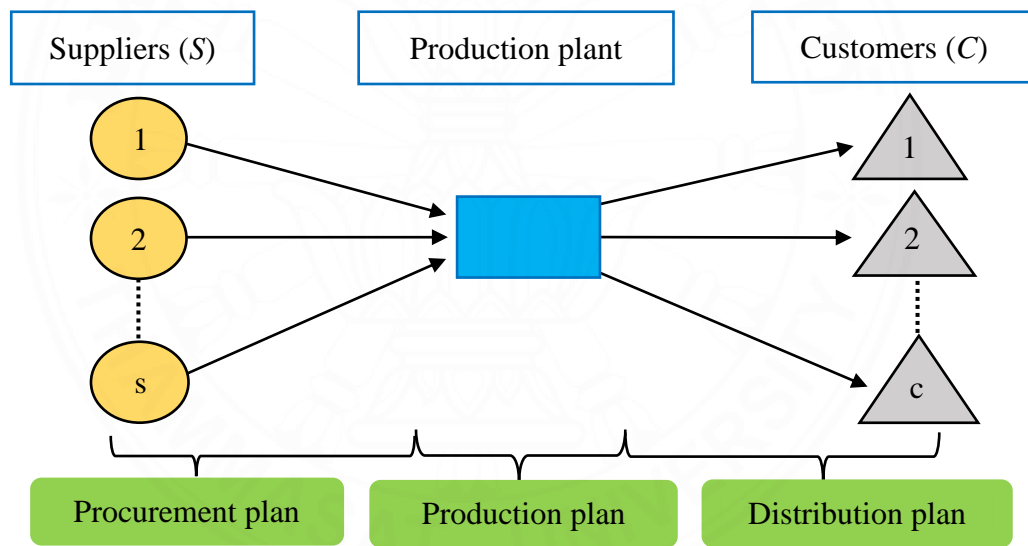 Suppliers (S)
Production plant
Customers (C)
1
1
2
2
s
c
Procurement plan
Production plan
Distribution plan